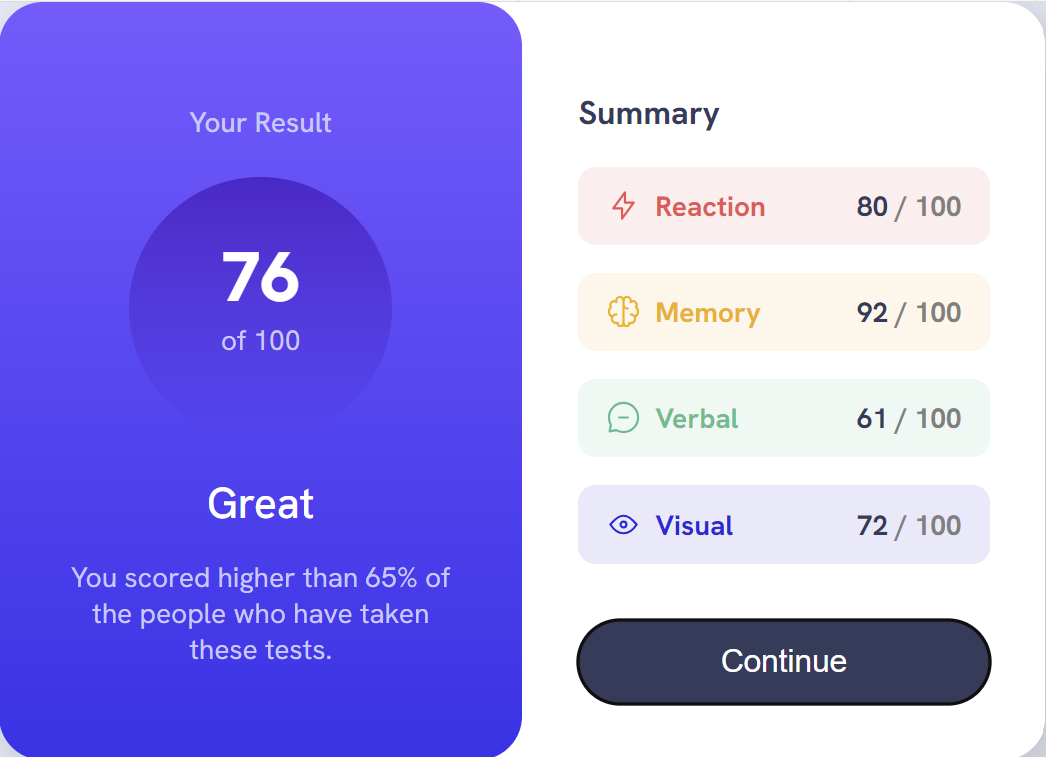 Your Result
76
of 100
Great
You scored higher than 65% of
the people who have taken
these tests.
Summary
Reaction 80 / 100
Memory 92 / 100
Verbal 61 / 100
Visual 72 / 100
Continue